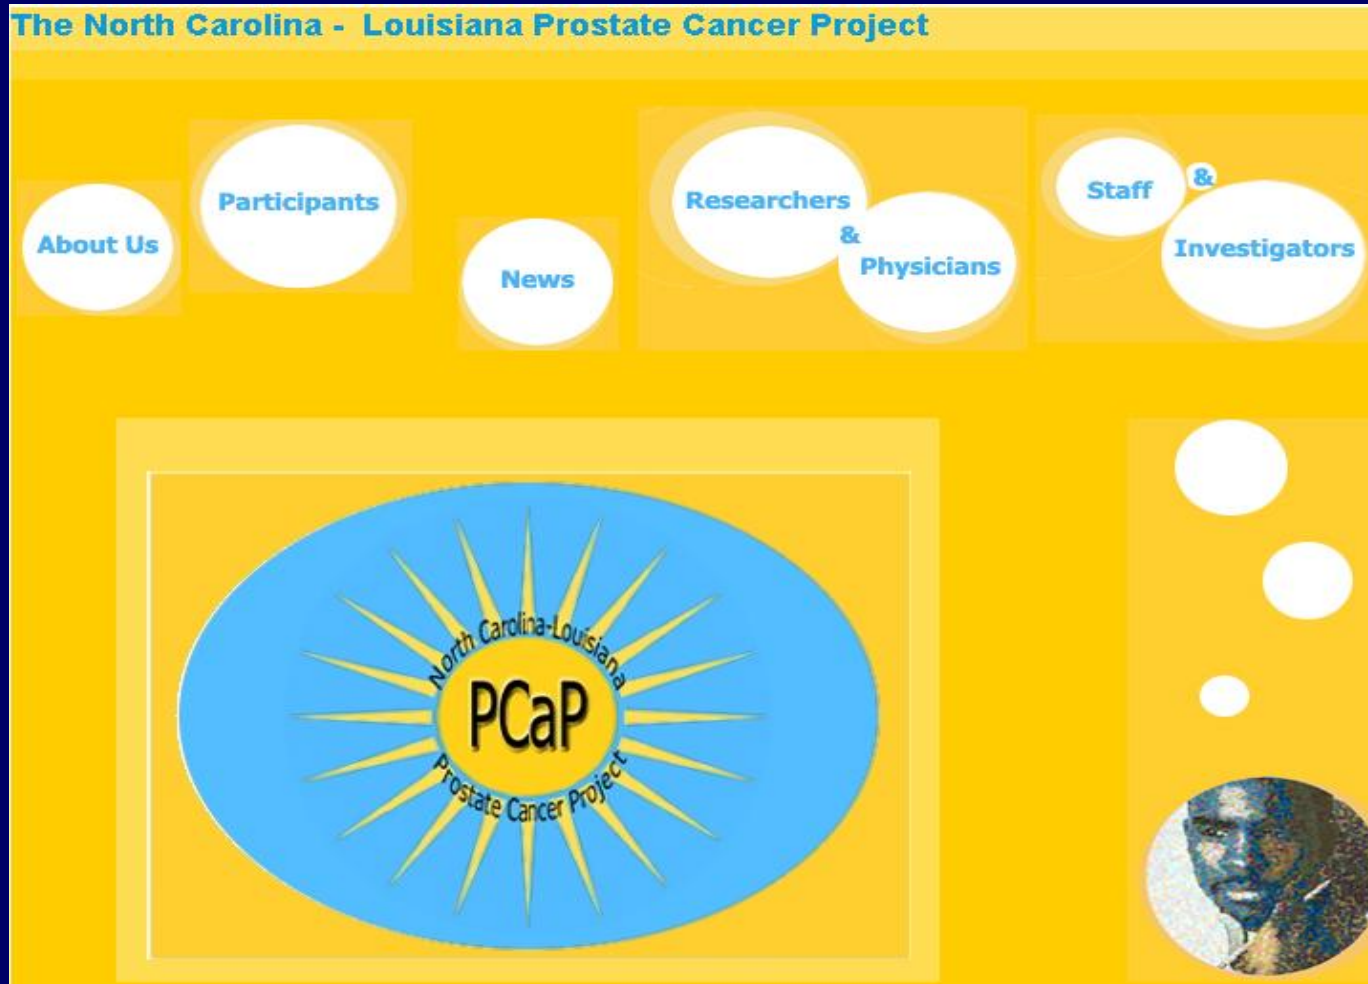 The North Carolina - Louisiana Prostate Cancer Project
About Us
Participants
News
Researchers
&
Physicians
Staff
&
Investigators
North Carolina-Louisiana
PCaP
Prostate Cancer Project